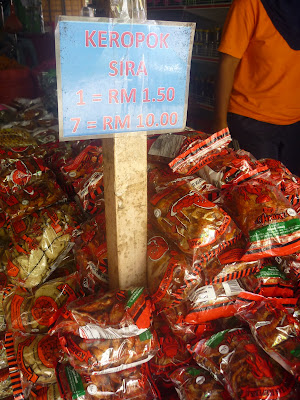 KEROPOK
SIRA
1 = RM 1.50
7 = RM 10.00